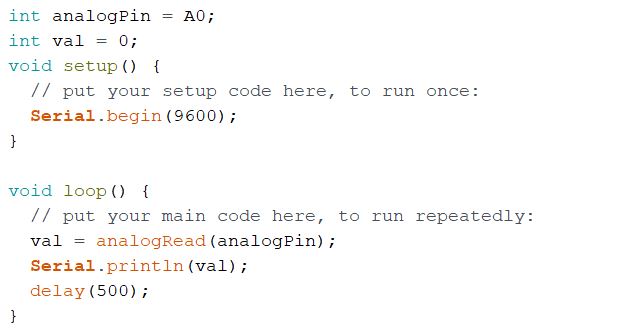 int analogPin = A0;
int val = 0;
void setup() {
  // put your setup code here, to run once:
  Serial.begin(9600);
}

void loop() {
  // put your main code here, to run repeatedly:
  val = analogRead(analogPin);
  Serial.println(val);
  delay(500);
}